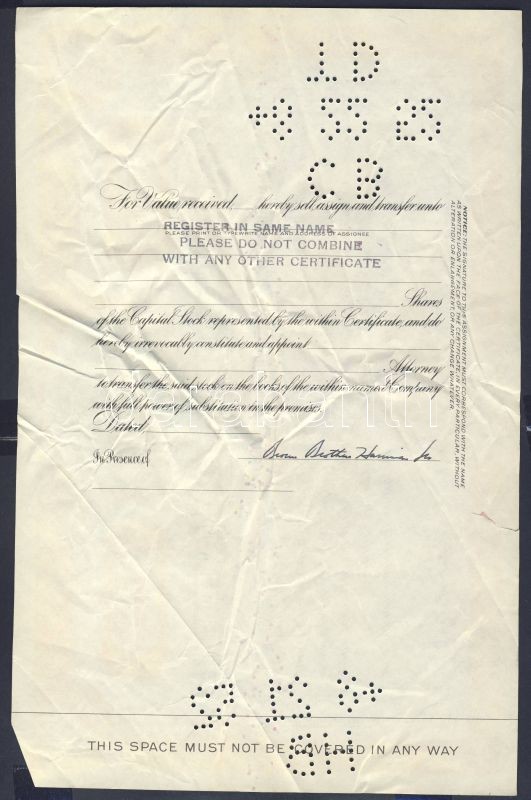 For Value received, hereby sell, assign and transfer unto
REGISTER IN SAME NAME
PLEASE PRINT OR TYPEWRITE NAME AND ADDRESS OF ASSIGNEE
PLEASE DO NOT COMBINE
WITH ANY OTHER CERTIFICATE
Shares
of the Capital Stock represented by the within Certificate, and do
hereby irrevocably constitute and appoint
Attorney
to transfer the said stock on the books of the within named Company
with full power of substitution in the premises.
Dated
In Presence of
Brown Brothers Harriman &
NOTICE: THE SIGNATURE TO THIS ASSIGNMENT MUST CORRESPOND WITH THE NAME
AS WRITTEN UPON THE FACE OF THE CERTIFICATE IN EVERY PARTICULAR, WITHOUT
ALTERATION OR ENLARGEMENT, OR ANY CHANGE WHATEVER.
THIS SPACE MUST NOT BE COVERED IN ANY WAY